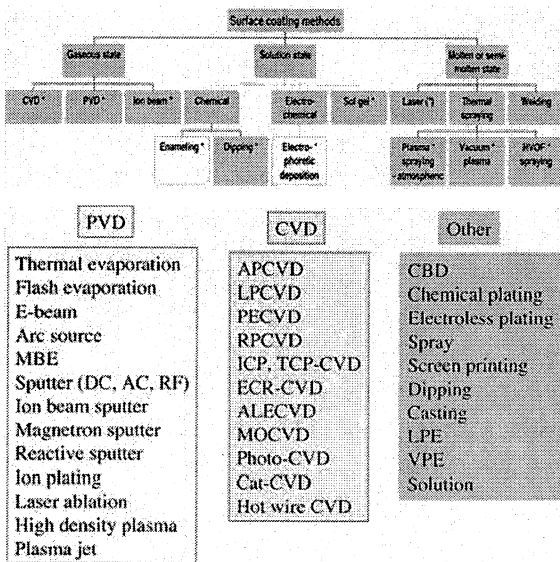 Surface coating methods
Gaseous state
Solution state
Molten or semi-
molten state
CVD *
PVD *
Ion beam *
Chemical
Electro-
chemical
Sol gel *
Laser (*)
Thermal
spraying
Welding
Enameling *
Dipping *
Electro- *
phoretic
deposition
Plasma *
spraying
- atmospheric
Vacuum *
plasma
HVOF *
spraying
PVD
Thermal evaporation
Flash evaporation
E-beam
Arc source
MBE
Sputter (DC, AC, RF)
Ion beam sputter
Magnetron sputter
Reactive sputter
Ion plating
Laser ablation
High density plasma
Plasma jet
CVD
APCVD
LPCVD
PECVD
RPCVD
ICP, TCP-CVD
ECR-CVD
ALECVD
MOCVD
Photo-CVD
Cat-CVD
Hot wire CVD
Other
CBD
Chemical plating
Electroless plating
Spray
Screen printing
Dipping
Casting
LPE
VPE
Solution